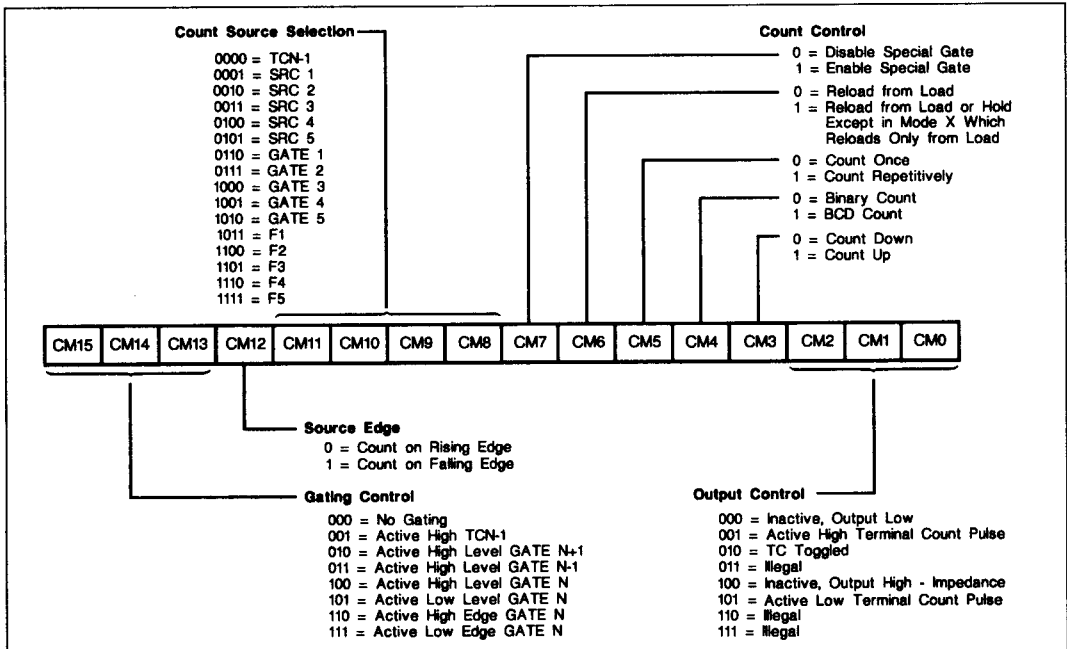 Count Source Selection
0000 = TCN-1
0001 = SRC 1
0010 = SRC 2
0011 = SRC 3
0100 = SRC 4
0101 = SRC 5
0110 = GATE 1
0111 = GATE 2
1000 = GATE 3
1001 = GATE 4
1010 = GATE 5
1011 = F1
1100 = F2
1101 = F3
1110 = F4
1111 = F5
Count Control
0 = Disable Special Gate
1 = Enable Special Gate
0 = Reload from Load
1 = Reload from Load or Hold
Except in Mode X Which
Reloads Only from Load
0 = Count Once
1 = Count Repetitively
0 = Binary Count
1 = BCD Count
0 = Count Down
1 = Count Up
CM15 CM14 CM13 CM12 CM11 CM10 CM9 CM8 CM7 CM6 CM5 CM4 CM3 CM2 CM1 CM0
Source Edge
0 = Count on Rising Edge
1 = Count on Falling Edge
Gating Control
000 = No Gating
001 = Active High TCN-1
010 = Active High Level GATE N+1
011 = Active High Level GATE N-1
100 = Active High Level GATE N
101 = Active Low Level GATE N
110 = Active High Edge GATE N
111 = Active Low Edge GATE N
Output Control
000 = Inactive, Output Low
001 = Active High Terminal Count Pulse
010 = TC Toggled
011 = Illegal
100 = Inactive, Output High - Impedance
101 = Active Low Terminal Count Pulse
110 = Illegal
111 = Illegal